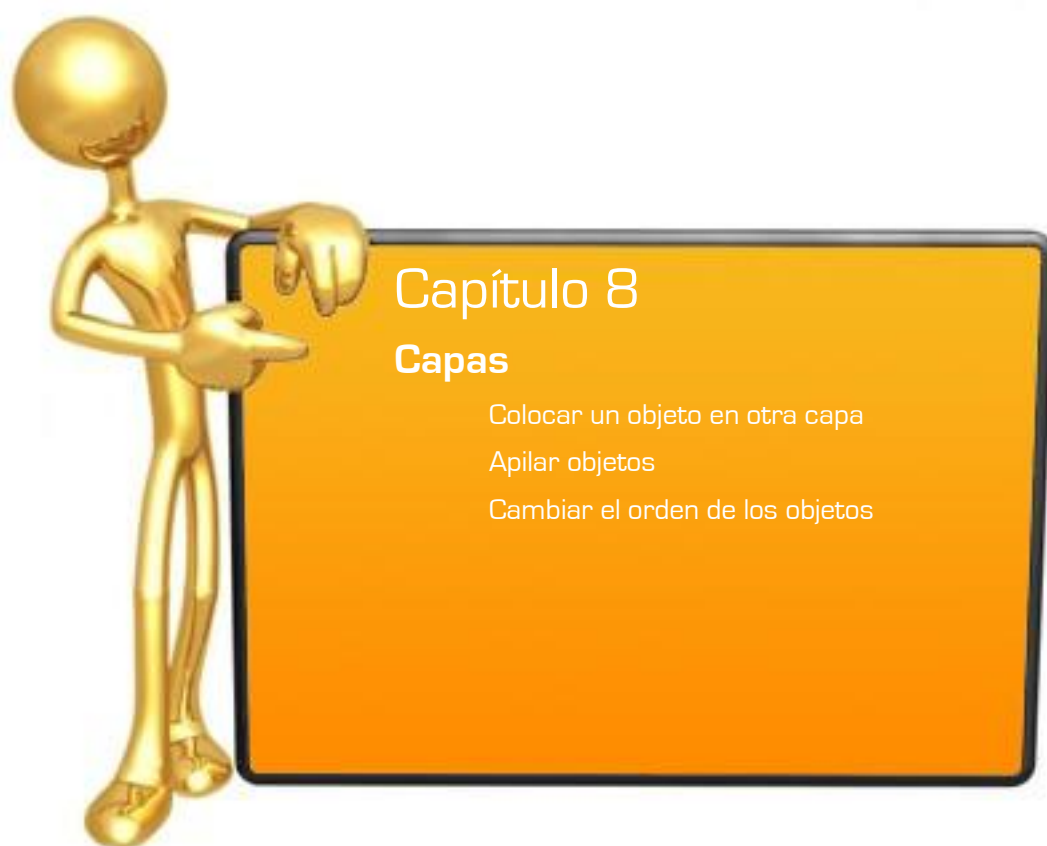 Capítulo 8
Capas
Colocar un objeto en otra capa
Apilar objetos
Cambiar el orden de los objetos